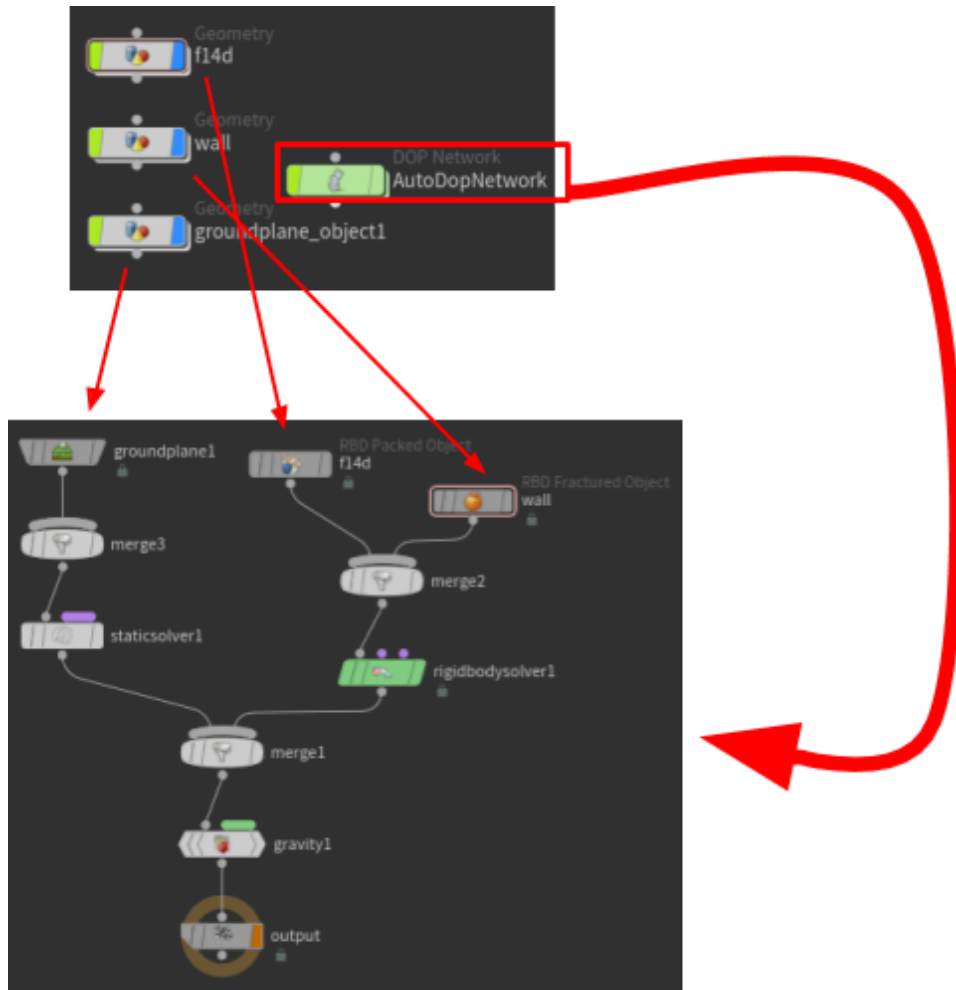 Geometry
f14d
Geometry
wall
DOP Network
AutoDopNetwork
Geometry
groundplane_object1
groundplane1
RBD Packed Object
f14d
RBD Fractured Object
wall
merge3
merge2
staticsolver1
rigidbodysolver1
merge1
gravity1
output